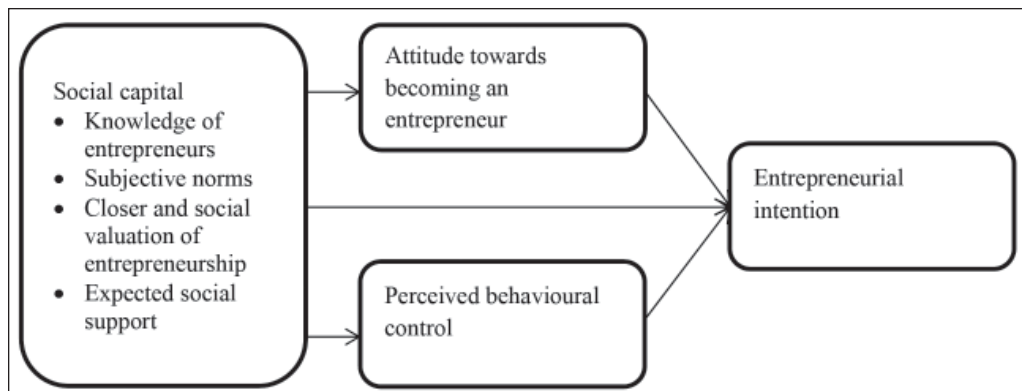 Social capital
• Knowledge of
entrepreneurs
• Subjective norms
• Closer and social
valuation of
entrepreneurship
• Expected social
support
Attitude towards
becoming an
entrepreneur
Perceived behavioural
control
Entrepreneurial
intention